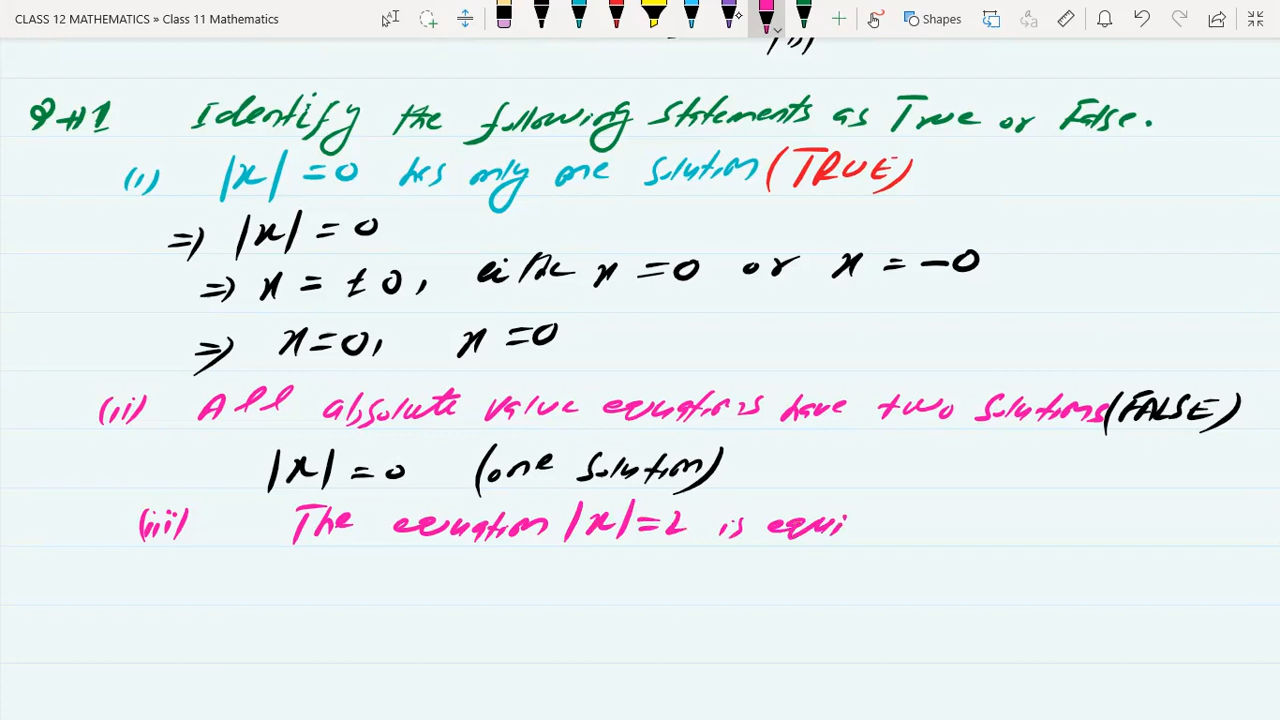 CLASS 12 MATHEMATICS » Class 11 Mathematics
Shapes
Q#1 Identify the following statements as True or False.
(i) |x| = 0 has only one solution (TRUE)
⇒ |x| = 0
⇒ x = ±0, either x = 0 or x = -0
⇒ x = 0, x = 0
(ii) All absolute value equations have two solutions (FALSE)
|x| = 0 (one solution)
(iii) The equation |x| = 2 is equi